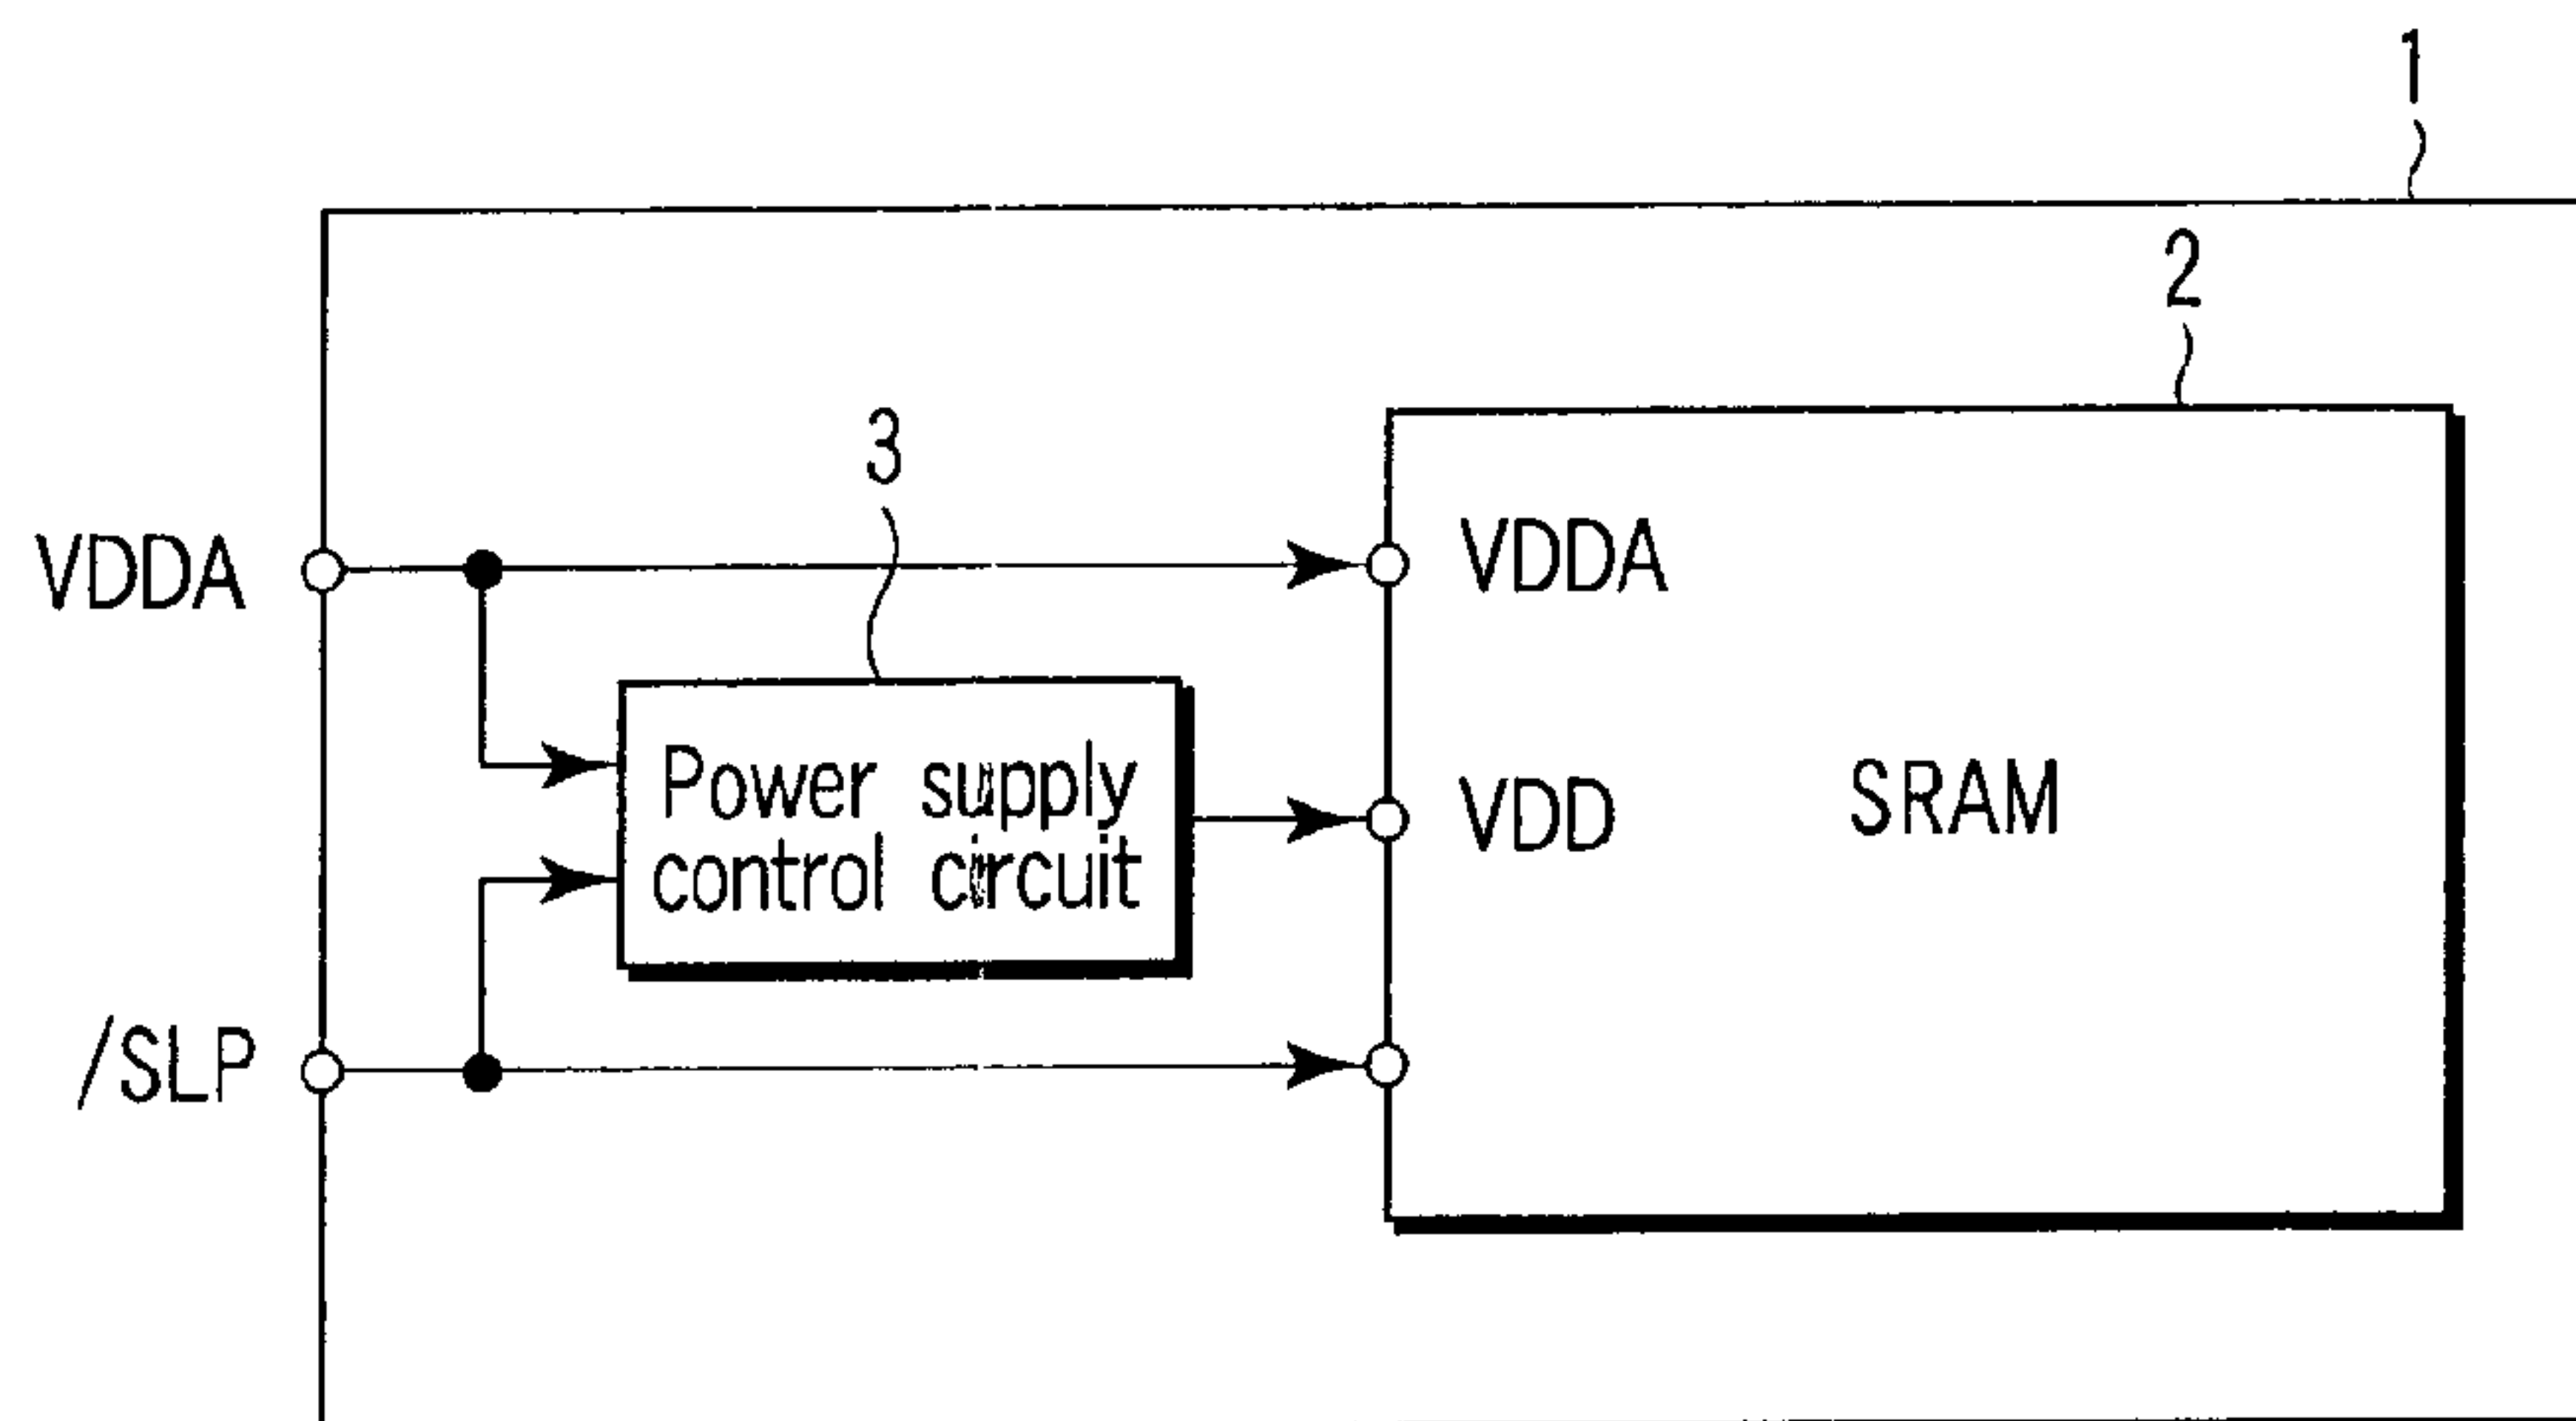 1
2
3
VDDA
VDDA
Power supply
control circuit
VDD
SRAM
/SLP